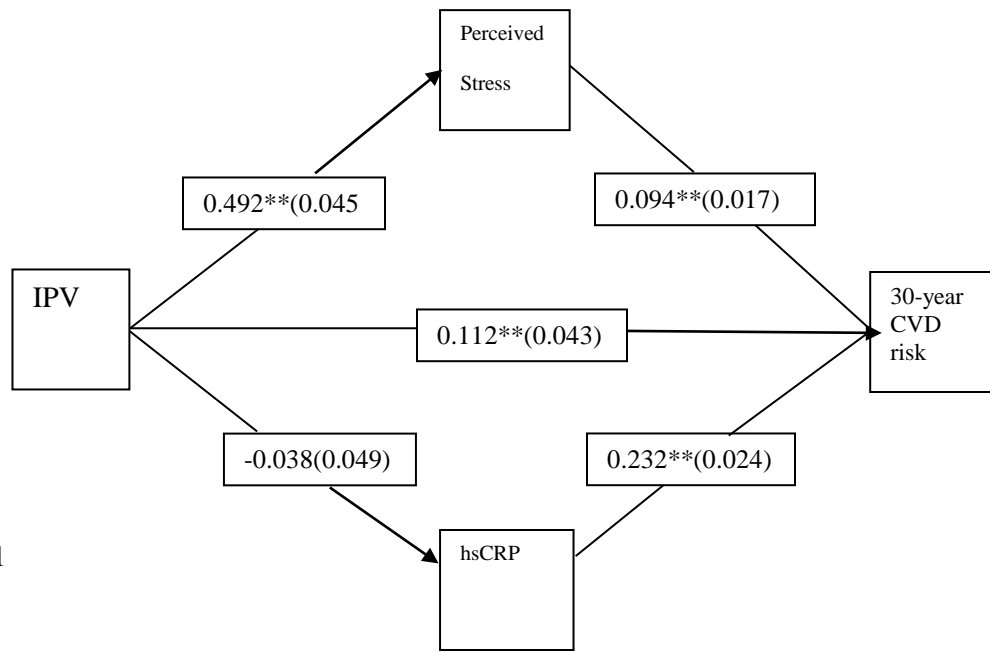 Perceived
Stress
0.492**(0.045
0.094**(0.017)
IPV
0.112**(0.043)
30-year
CVD
risk
-0.038(0.049)
0.232**(0.024)
hsCRP